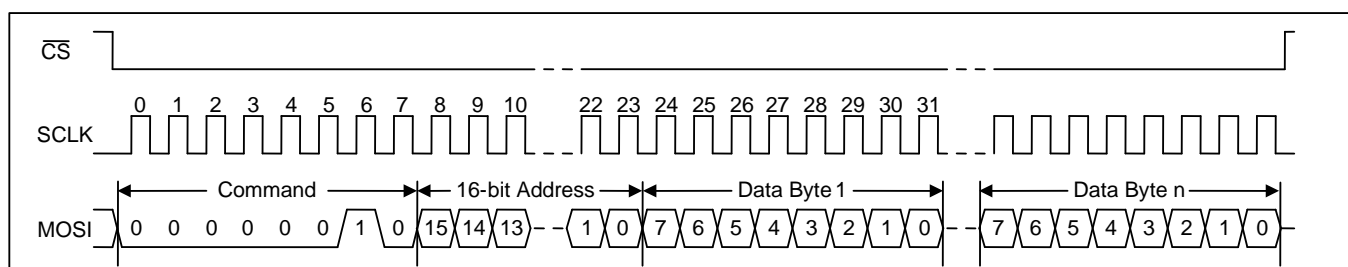 CS
0 1 2 3 4 5 6 7 8 9 10 22 23 24 25 26 27 28 29 30 31
SCLK
Command 16-bit Address Data Byte 1 Data Byte n
MOSI 0 0 0 0 0 0 1 0 15 14 13 1 0 7 6 5 4 3 2 1 0 7 6 5 4 3 2 1 0